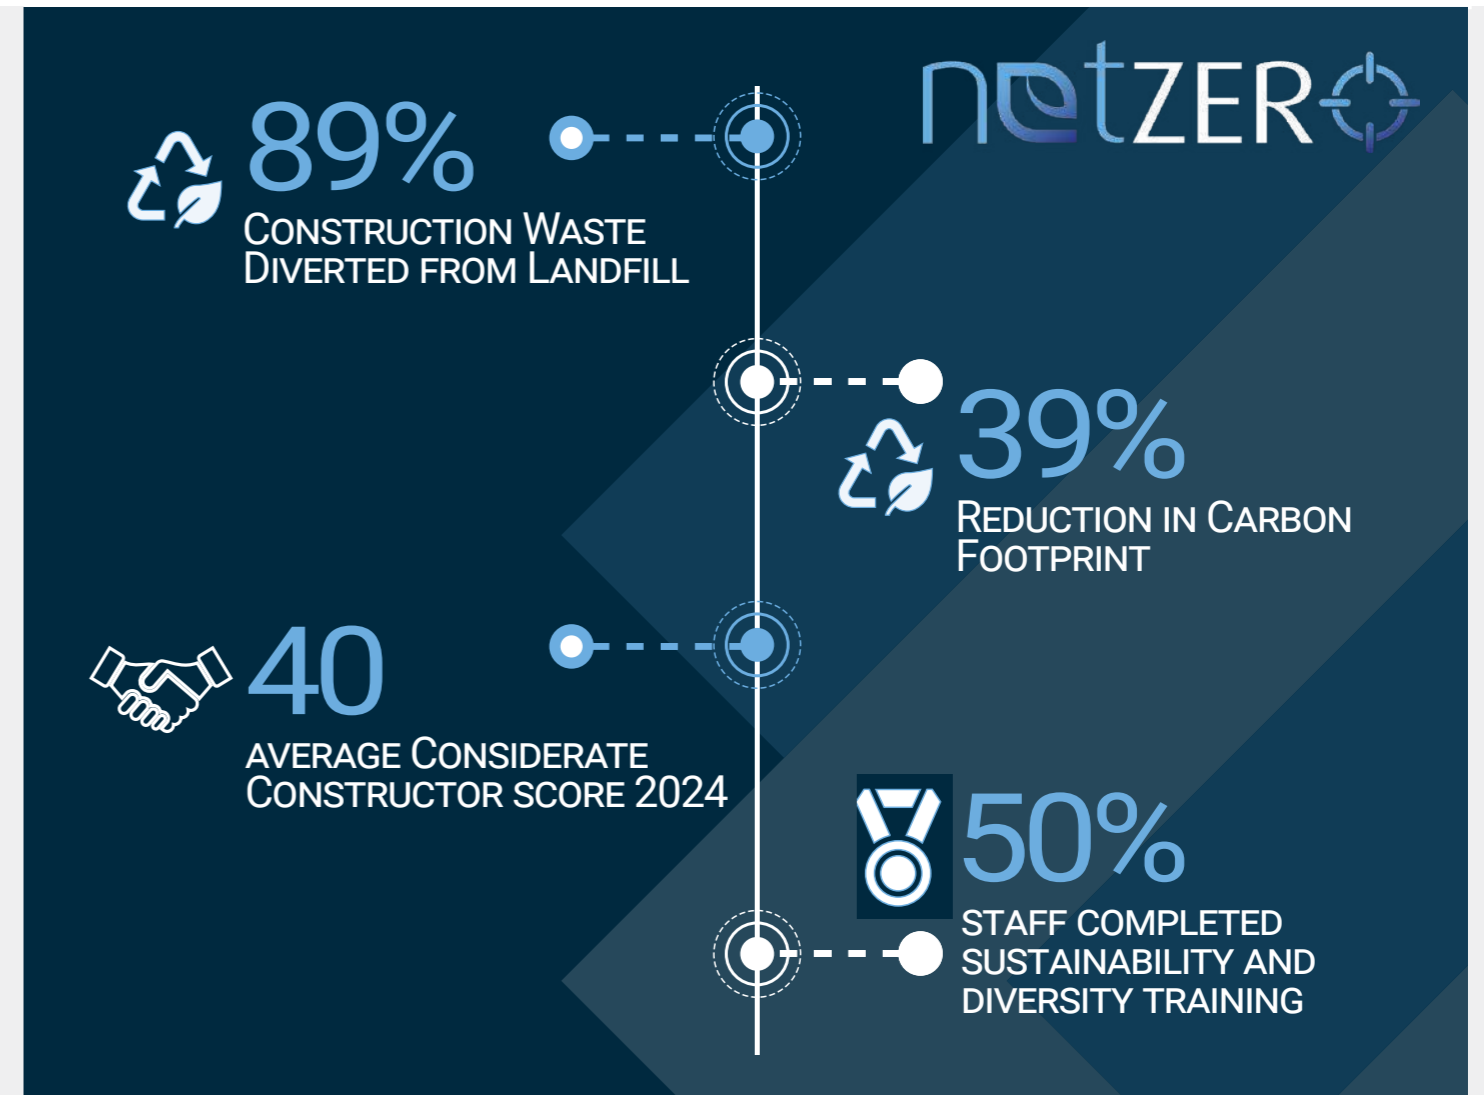 netZERO
89%
Construction Waste
Diverted from Landfill
39%
Reduction in Carbon
Footprint
40
average Considerate
Constructor score 2024
50%
staff completed
sustainability and
diversity training